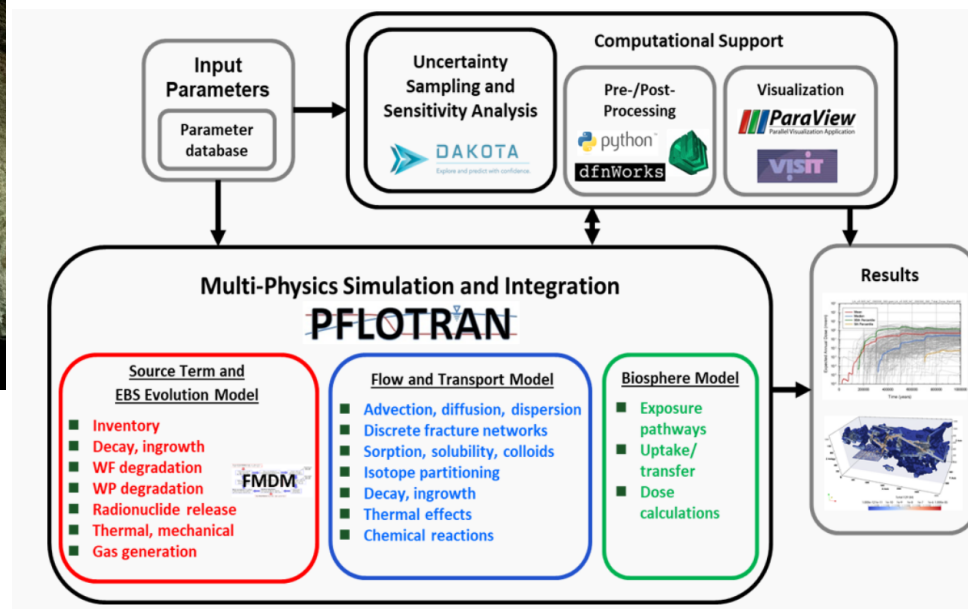 Input
Parameters
Parameter
database
Computational Support
Uncertainty
Sampling and
Sensitivity Analysis
DAKOTA
Explore and predict with confidence.
Pre-/Post-
Processing
python
dfnWorks
Visualization
ParaView
Parallel Visualization Application
VISIT
Multi-Physics Simulation and Integration
PFLOTRAN
Source Term and
EBS Evolution Model
Inventory
Decay, ingrowth
WF degradation
WP degradation
Radionuclide release
Thermal, mechanical
Gas generation
FMDM
Flow and Transport Model
Advection, diffusion, dispersion
Discrete fracture networks
Sorption, solubility, colloids
Isotope partitioning
Decay, ingrowth
Thermal effects
Chemical reactions
Biosphere Model
Exposure
pathways
Uptake/
transfer
Dose
calculations
Results
Time (years)